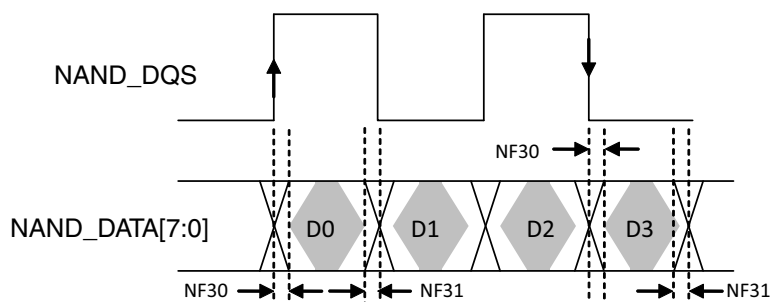 NAND_DQS
NF30
NAND_DATA[7:0] D0 D1 D2 D3
NF30 NF31 NF31